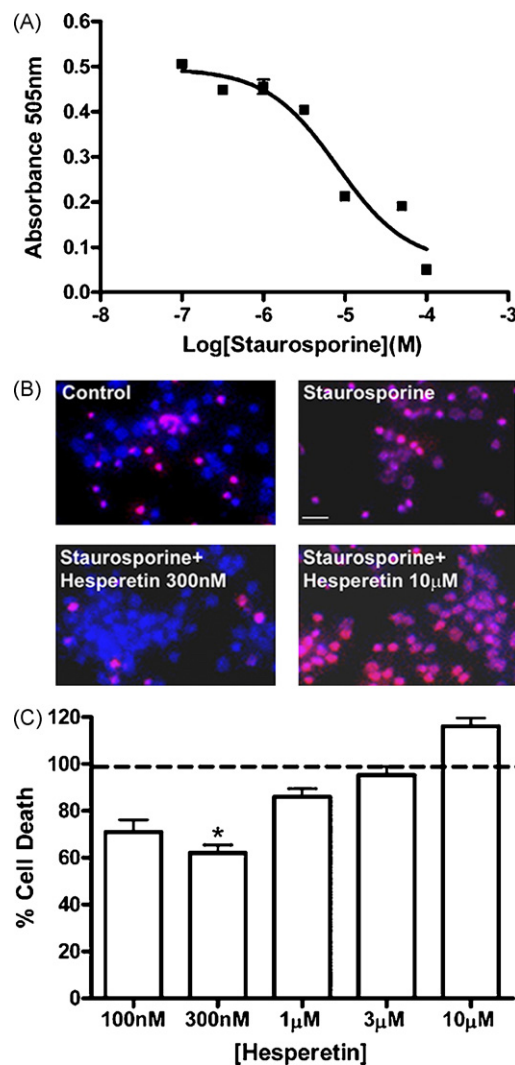 (A)
0.6
0.5
0.4
0.3
0.2
0.1
0.0
Absorbance 505nm
-8
-7
-6
-5
-4
-3
Log[Staurosporine](M)
(B)
Control
Staurosporine
Staurosporine+
Hesperetin 300nM
Staurosporine+
Hesperetin 10μM
(C)
120
100
80
60
40
20
0
% Cell Death
*
100nM
300nM
1μM
3μM
10μM
[Hesperetin]